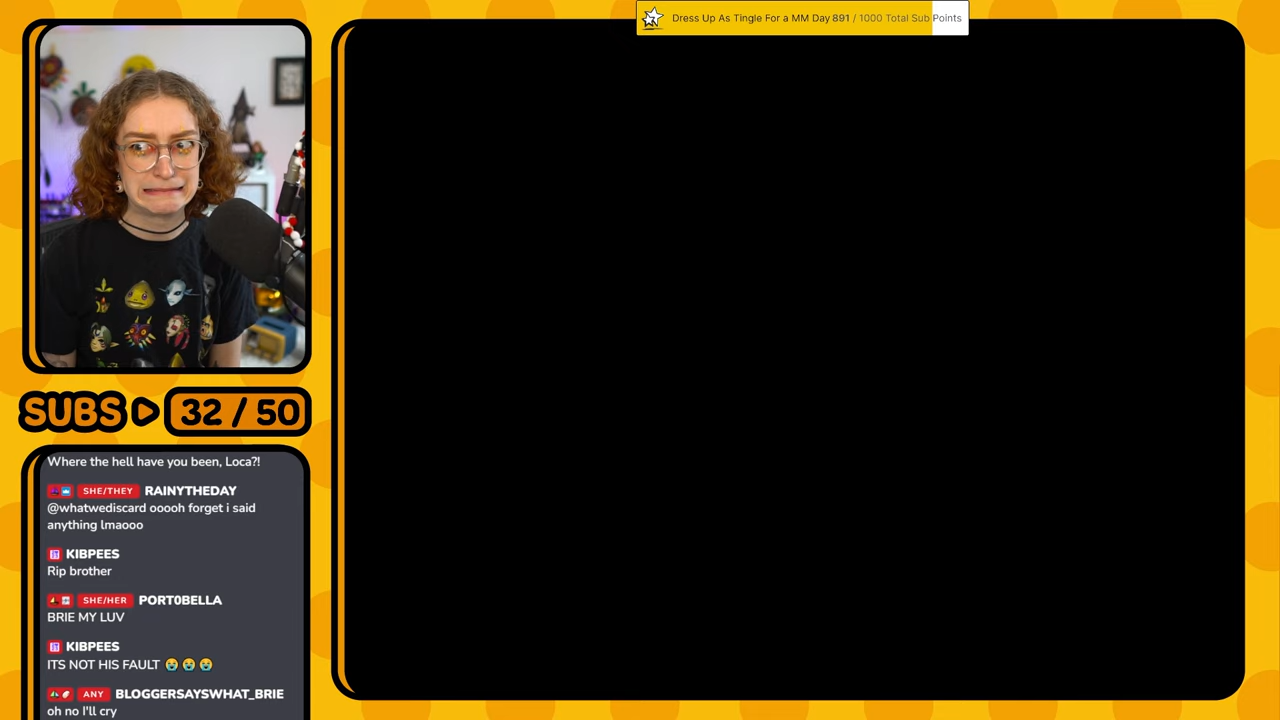 Dress Up As Tingle For a MM Day 891 / 1000 Total Sub Points
SUBS 32 / 50
Where the hell have you been, Loca?!
SHE/THEY RAINYTHEDAY
@whatwediscard ooooh forget i said
anything lmaooo
KIBPEES
Rip brother
SHE/HER PORT0BELLA
BRIE MY LUV
KIBPEES
ITS NOT HIS FAULT 😭😭😭
ANY BLOGGERSAYSWHAT_BRIE
oh no I'll cry